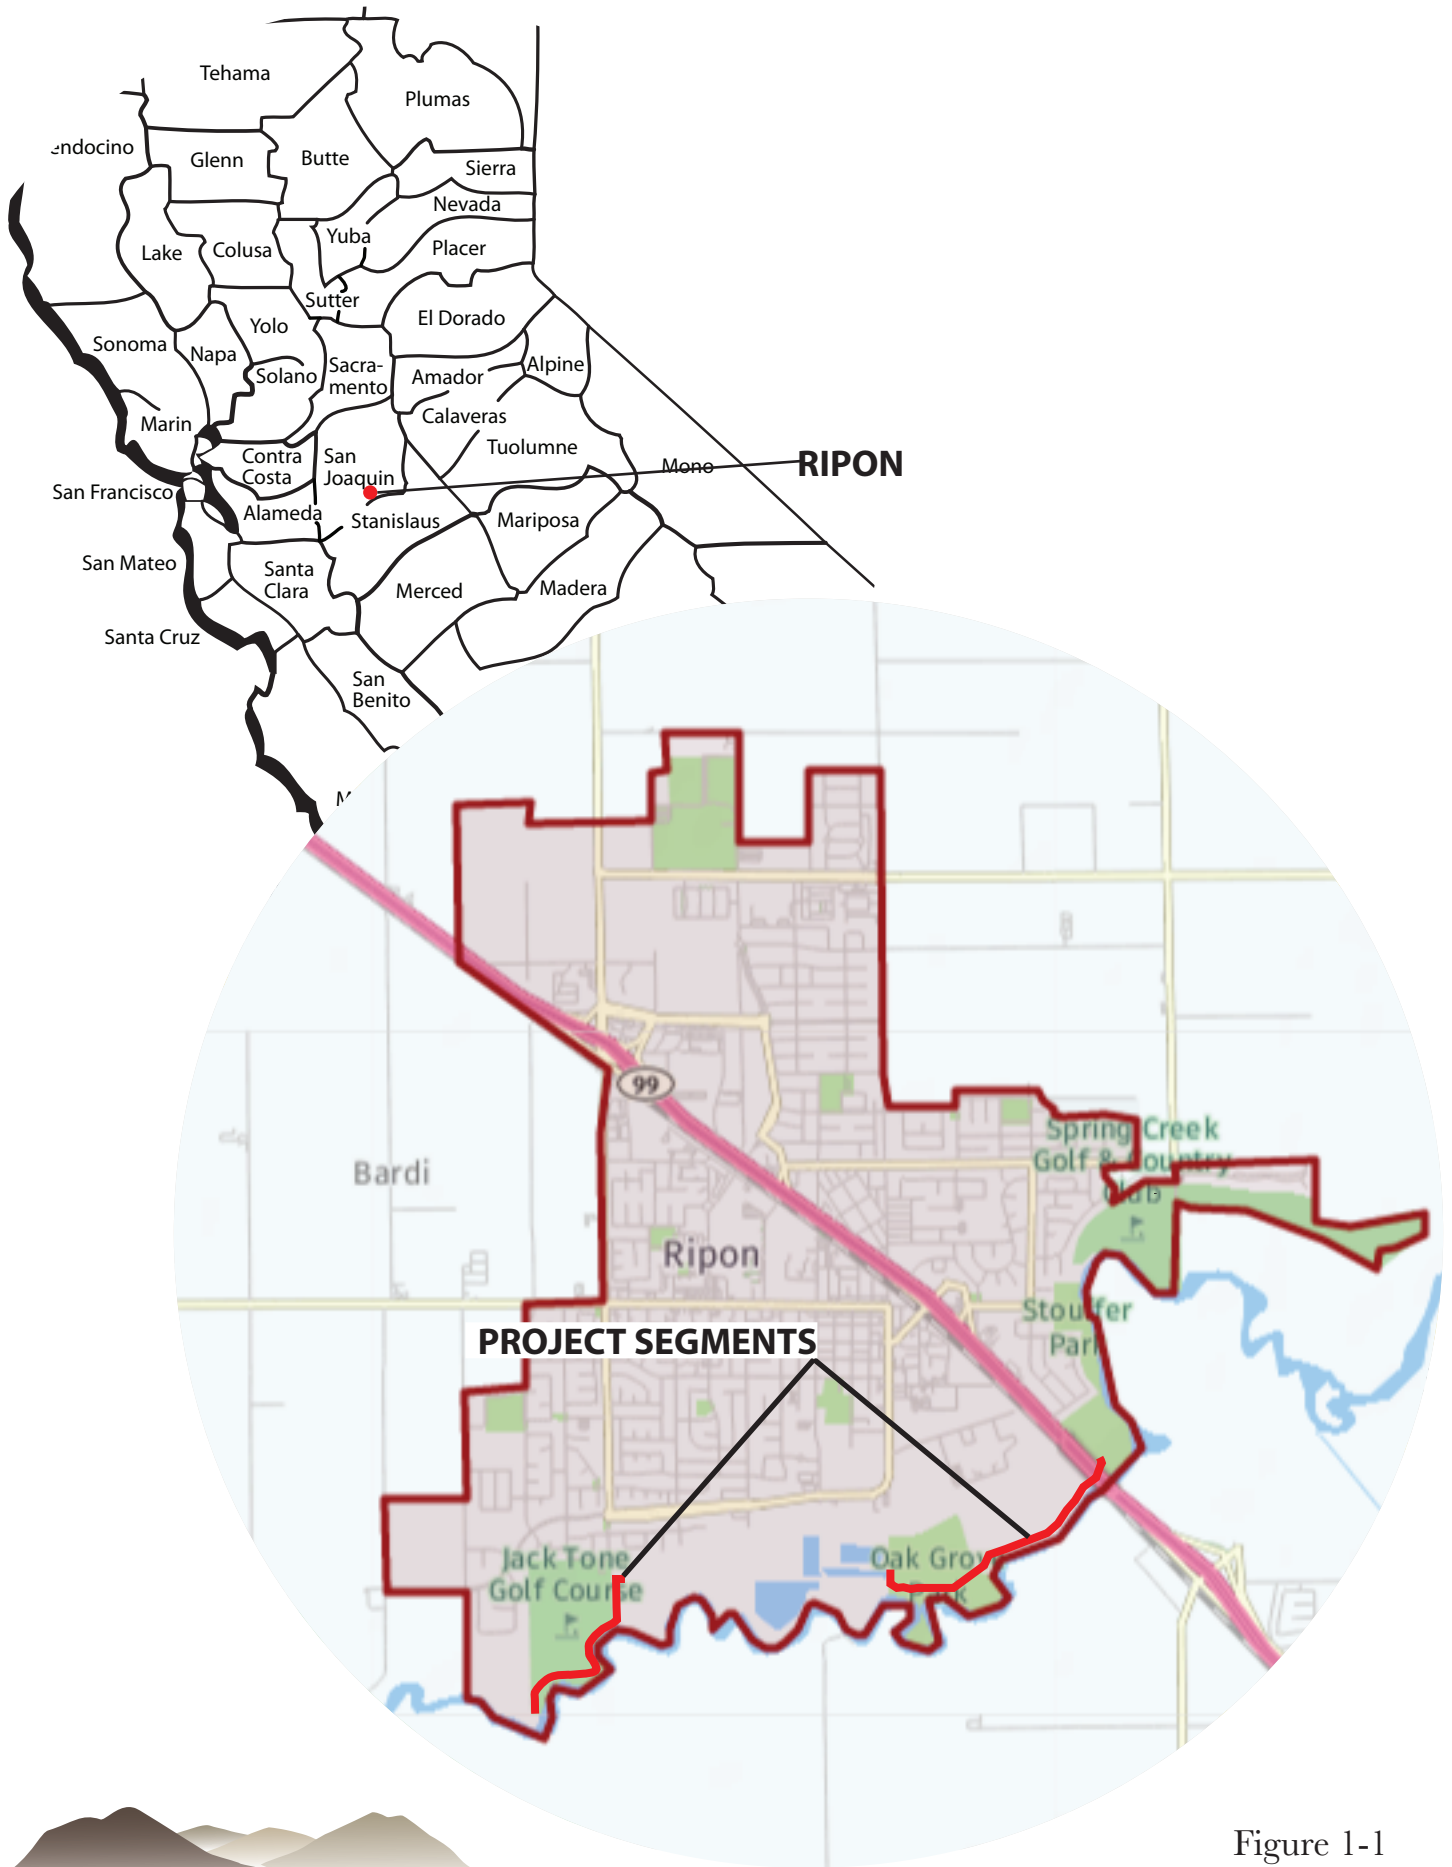 Tehama
Plumas
endocino
Glenn
Butte
Sierra
Nevada
Yuba
Lake
Colusa
Placer
Sutter
El Dorado
Yolo
Sonoma
Napa
Solano
Sacra-
mento
Amador
Alpine
Calaveras
Marin
Tuolumne
Contra
Costa
San
Joaquin
Mono
RIPON
San Francisco
Alameda
Stanislaus
Mariposa
San Mateo
Santa
Clara
Merced
Madera
Santa Cruz
San
Benito
M
99
Spring Creek
Golf & Country
Club
Bardi
Ripon
Stouffer
Park
PROJECT SEGMENTS
Jack Tone
Golf Course
Oak Grove
Park
Figure 1-1